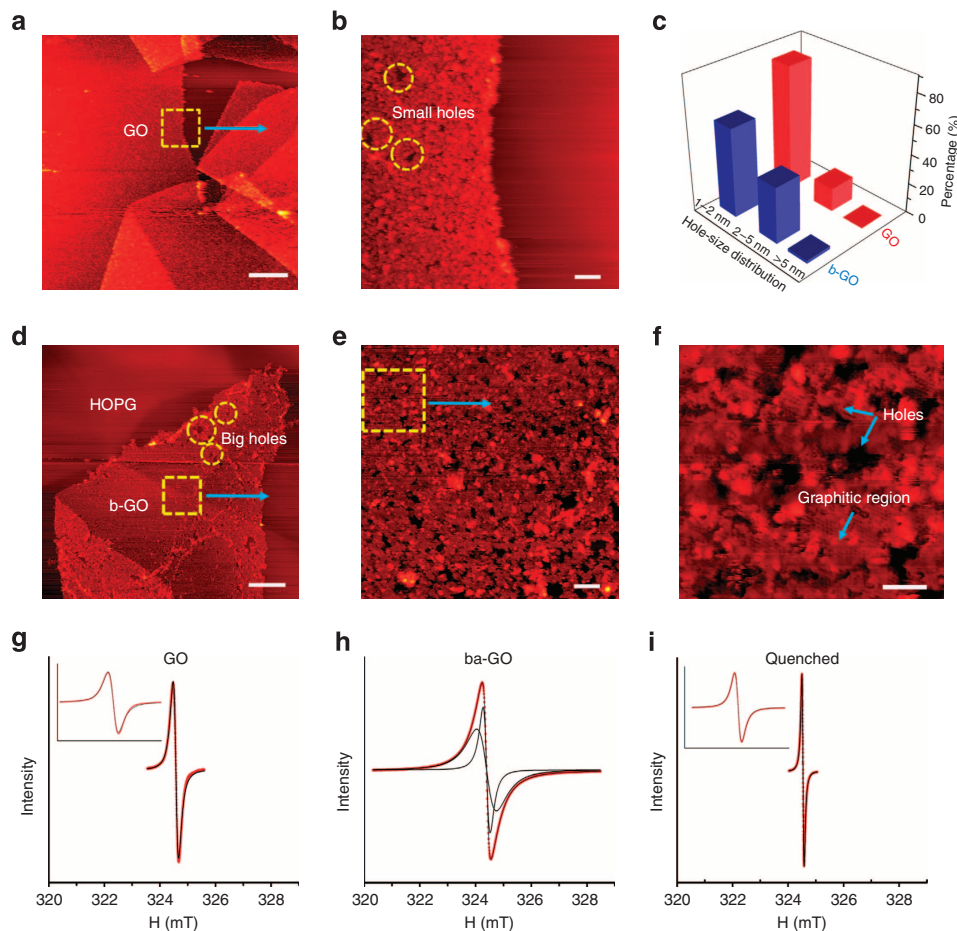 a
GO
b
Small holes
c
80
60
40
20
0
Percentage (%)
1–2 nm
2–5 nm
>5 nm
Hole-size distribution
GO
b-GO
d
HOPG
Big holes
b-GO
e
f
Holes
Graphitic region
g
GO
Intensity
320 322 324 326 328
H (mT)
h
ba-GO
Intensity
320 322 324 326 328
H (mT)
i
Quenched
Intensity
320 322 324 326 328
H (mT)